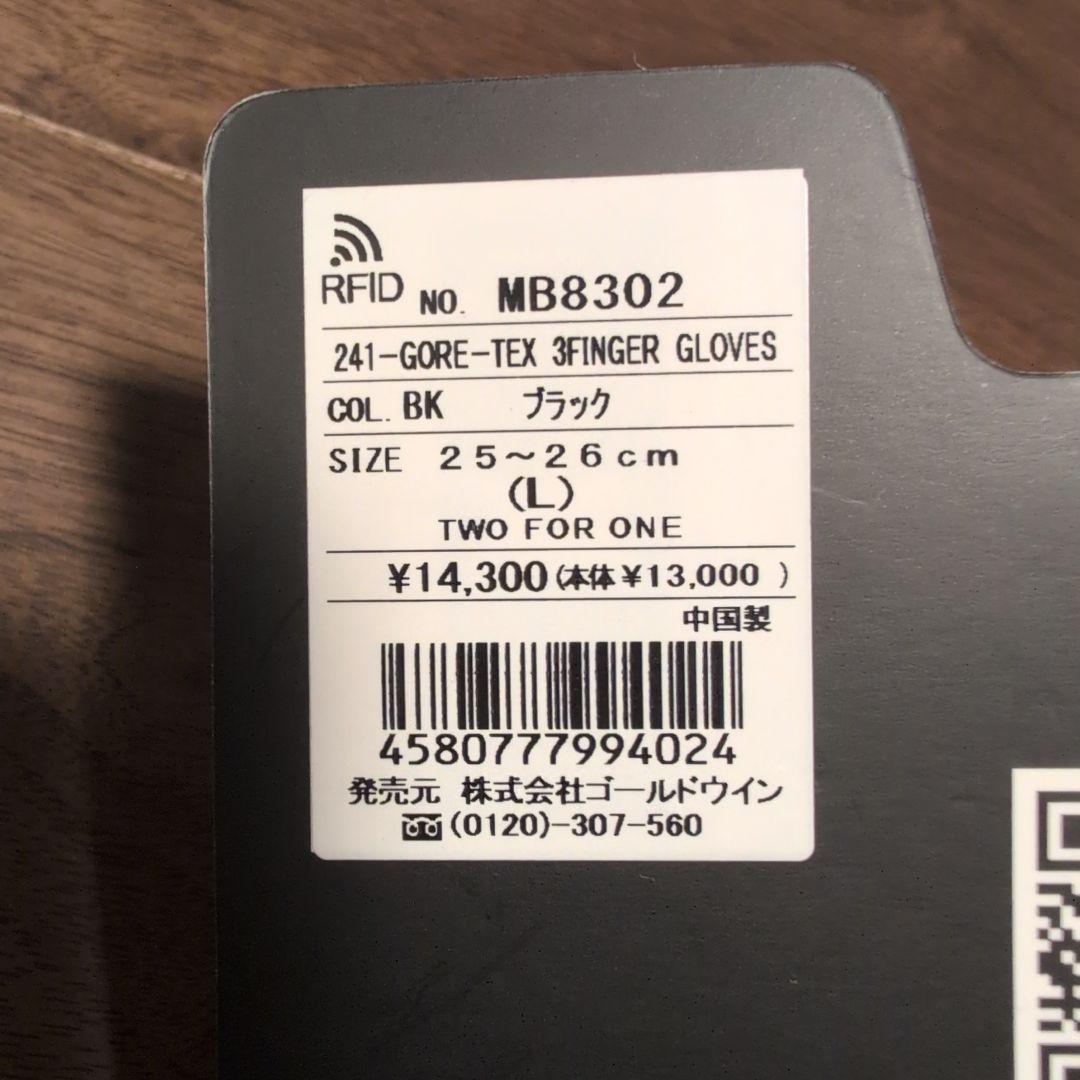 RFID NO. MB8302
241-GORE-TEX 3FINGER GLOVES
COL. BK ブラック
SIZE 25～26cm
(L)
TWO FOR ONE
¥14,300(本体¥13,000 )
中国製
4580777994024
発売元 株式会社ゴールドウイン
(0120)-307-560